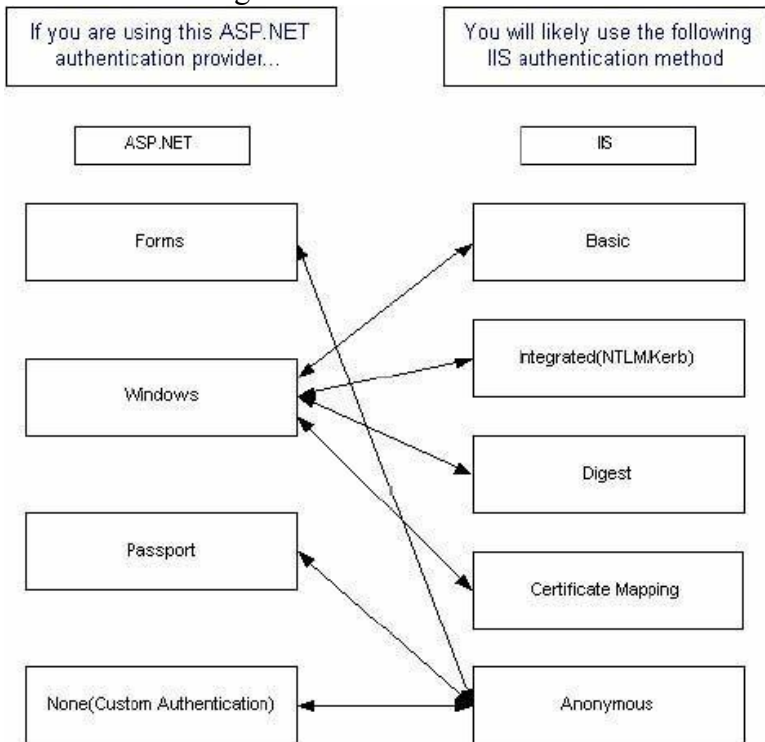 If you are using this ASP.NET
authentication provider...
You will likely use the following
IIS authentication method
ASP.NET
IIS
Forms
Basic
Integrated(NTLM/Kerb)
Windows
Digest
Passport
Certificate Mapping
None(Custom Authentication)
Anonymous